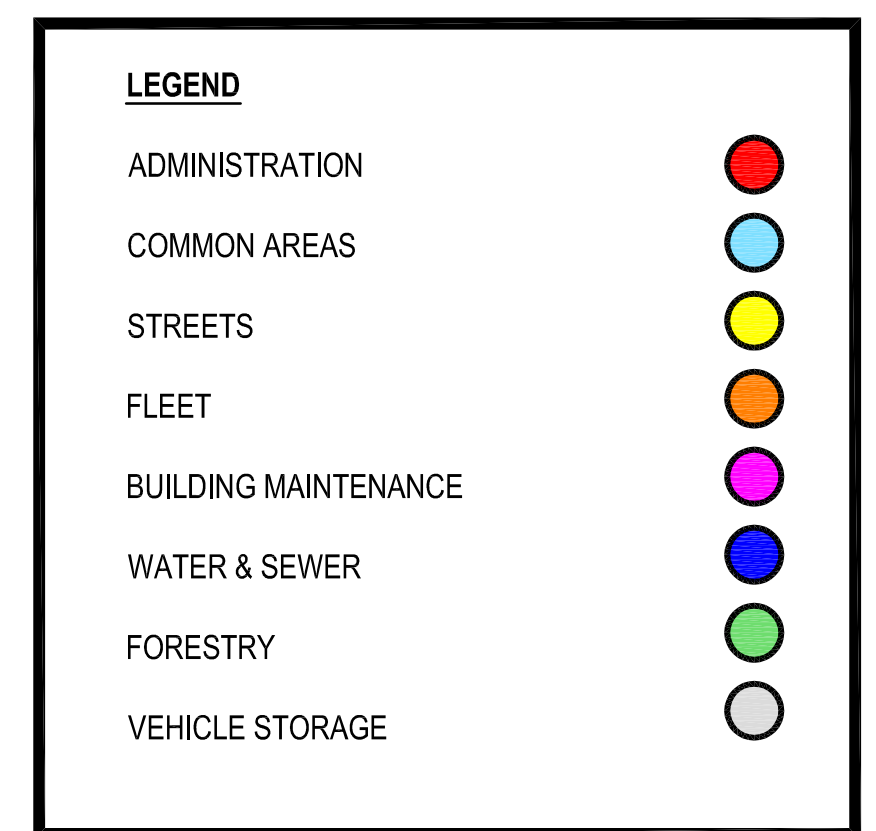 LEGEND
ADMINISTRATION
COMMON AREAS
STREETS
FLEET
BUILDING MAINTENANCE
WATER & SEWER
FORESTRY
VEHICLE STORAGE